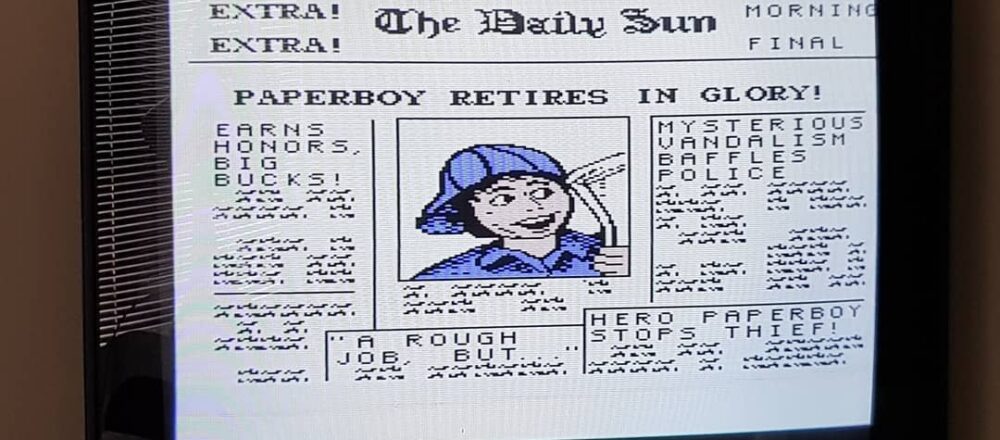 EXTRA!
EXTRA!
The Daily Sun
MORNING
FINAL
PAPERBOY RETIRES IN GLORY!
EARNS
HONORS,
BIG
BUCKS!
MYSTERIOUS
VANDALISM
BAFFLES
POLICE
"A ROUGH
JOB, BUT..."
HERO PAPERBOY
STOPS THIEF!